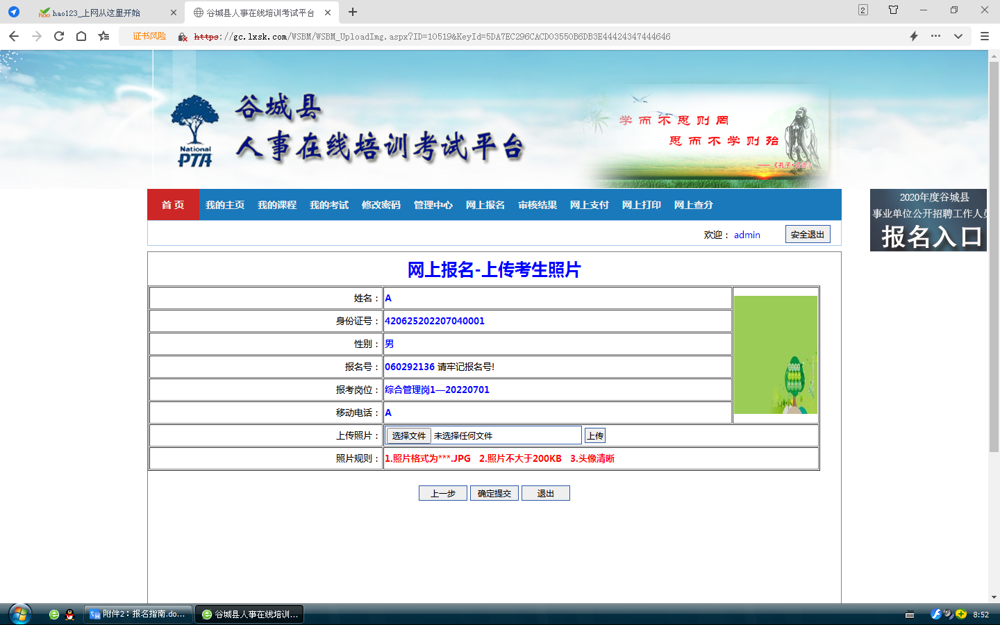 hao123_上网从这里开始
谷城县人事在线培训考试平台
2
证书风险
https://gc.lxsk.com/WSBM/WSBM_UploadImg.aspx?ID=10519&KeyId=5DA7EC296CACD03550B6DB3E44424347444646
谷城县
人事在线培训考试平台
National
PTA
学而不思则罔
思而不学则殆
——《孔子·论语》
首 页 我的主页 我的课程 我的考试 修改密码 管理中心 网上报名 审核结果 网上支付 网上打印 网上查分
欢迎： admin 安全退出
2020年度谷城县
事业单位公开招聘工作人员
报名入口
网上报名-上传考生照片
姓名： A
身份证号： 420625202207040001
性别： 男
报名号： 060292136 请牢记报名号!
报考岗位： 综合管理岗1—20220701
移动电话： A
上传照片： 选择文件 未选择任何文件 上传
照片规则： 1.照片格式为***.JPG 2.照片不大于200KB 3.头像清晰
上一步 确定提交 退出
附件2：报名指南.do...
谷城县人事在线培训...
8:52